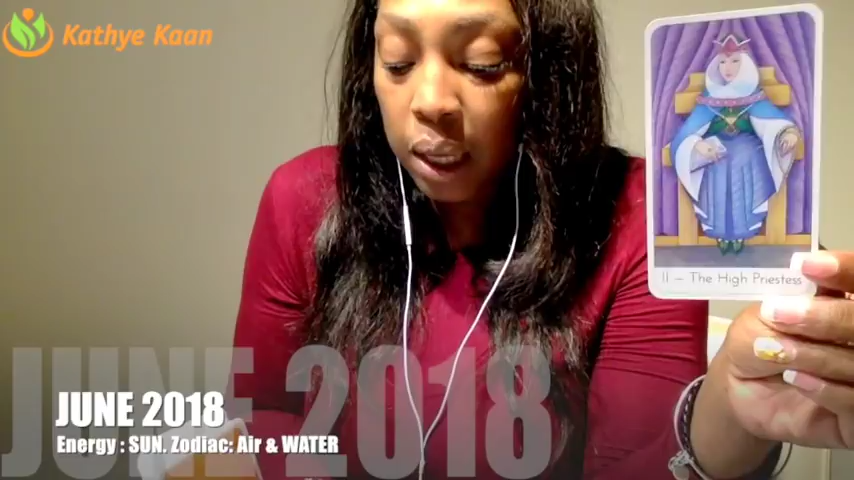 Kathye Kaan
II – The High Priestess
JUNE 2018
JUNE 2018
Energy : SUN. Zodiac: Air & WATER